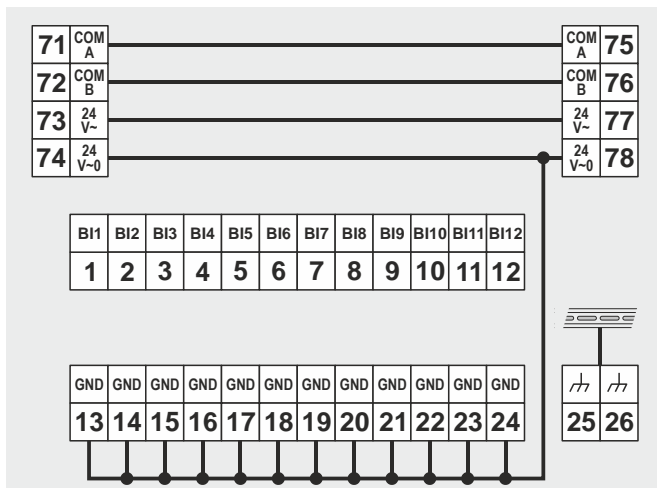 71 COM A COM A 75
72 COM B COM B 76
73 24 V~ 24 V~ 77
74 24 V~0 24 V~0 78
BI1 BI2 BI3 BI4 BI5 BI6 BI7 BI8 BI9 BI10 BI11 BI12
1 2 3 4 5 6 7 8 9 10 11 12
GND GND GND GND GND GND GND GND GND GND GND GND
13 14 15 16 17 18 19 20 21 22 23 24 25 26